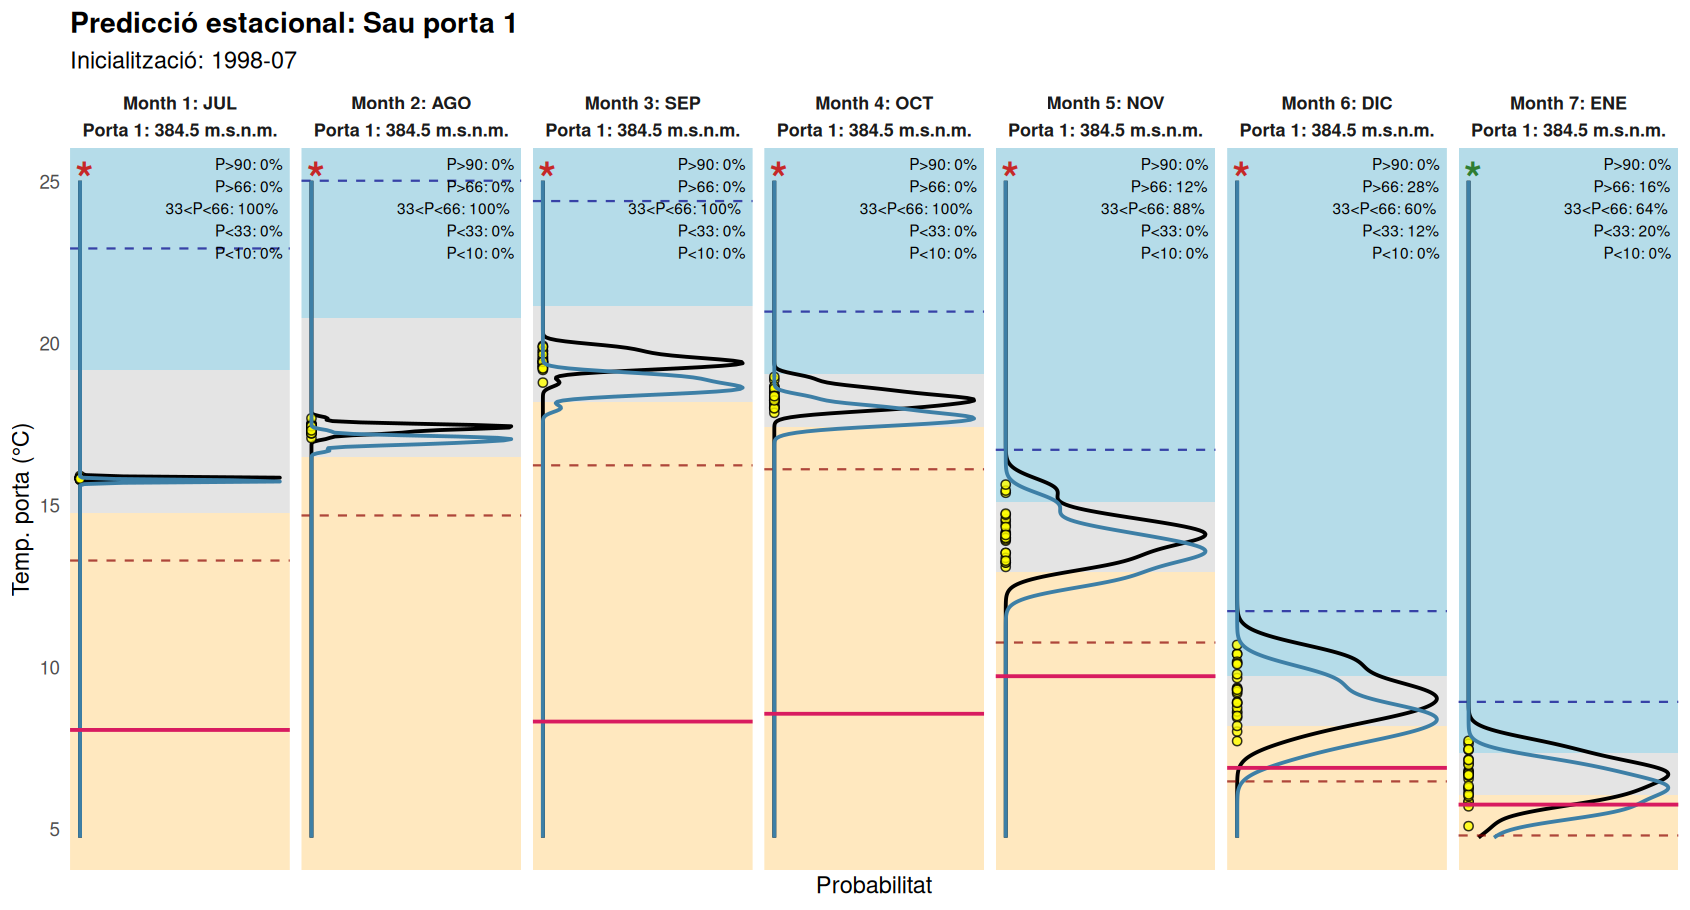 Predicció estacional: Sau porta 1
Inicialització: 1998-07
Month 1: JUL
Porta 1: 384.5 m.s.n.m.
Month 2: AGO
Porta 1: 384.5 m.s.n.m.
Month 3: SEP
Porta 1: 384.5 m.s.n.m.
Month 4: OCT
Porta 1: 384.5 m.s.n.m.
Month 5: NOV
Porta 1: 384.5 m.s.n.m.
Month 6: DIC
Porta 1: 384.5 m.s.n.m.
Month 7: ENE
Porta 1: 384.5 m.s.n.m.
P>90: 0%
P>66: 0%
33<P<66: 100%
P<33: 0%
P<10: 0%
P>90: 0%
P>66: 0%
33<P<66: 100%
P<33: 0%
P<10: 0%
P>90: 0%
P>66: 0%
33<P<66: 100%
P<33: 0%
P<10: 0%
P>90: 0%
P>66: 0%
33<P<66: 100%
P<33: 0%
P<10: 0%
P>90: 0%
P>66: 12%
33<P<66: 88%
P<33: 0%
P<10: 0%
P>90: 0%
P>66: 28%
33<P<66: 60%
P<33: 12%
P<10: 0%
P>90: 0%
P>66: 16%
33<P<66: 64%
P<33: 20%
P<10: 0%
25
20
15
10
5
Temp. porta (°C)
Probabilitat